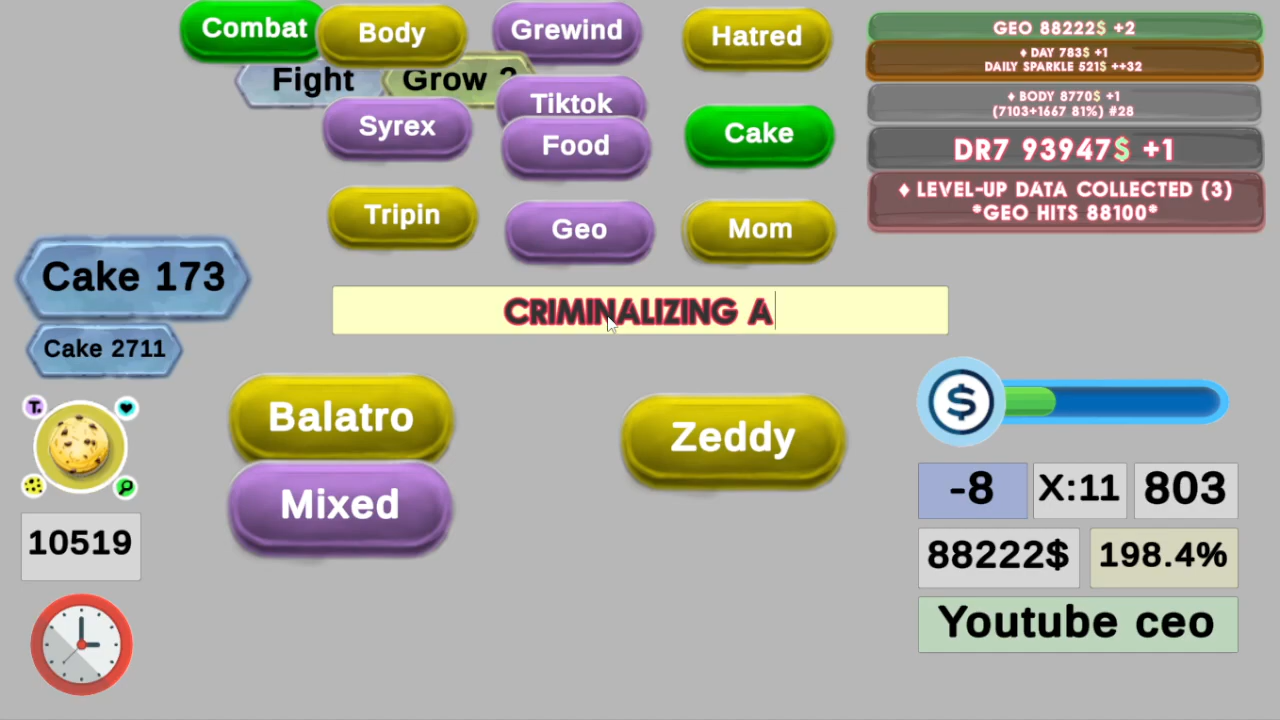 Combat
Body
Grewind
Hatred
Fight
Grow 2
Tiktok
Syrex
Food
Cake
Tripin
Geo
Mom
GEO 88222$ +2
♦ DAY 783$ +1
DAILY SPARKLE 521$ ++32
♦ BODY 8770$ +1
(7103+1667 81%) #28
DR7 93947$ +1
♦ LEVEL-UP DATA COLLECTED (3)
*GEO HITS 88100*
Cake 173
Cake 2711
CRIMINALIZING A
T.
10519
Balatro
Mixed
Zeddy
$
-8
X:11
803
88222$
198.4%
Youtube ceo